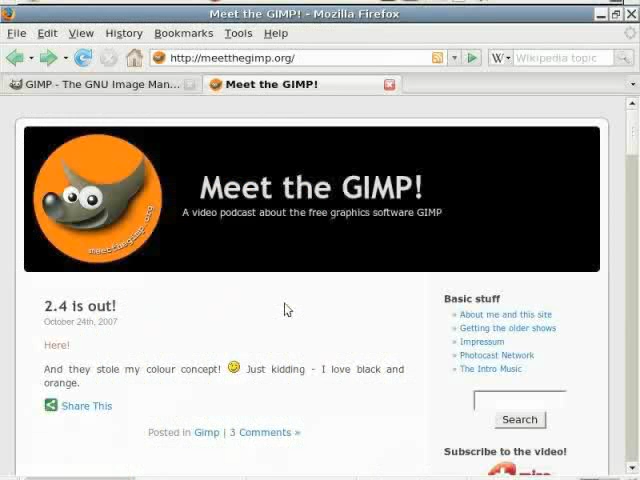 Meet the GIMP! - Mozilla Firefox
File Edit View History Bookmarks Tools Help
http://meetthegimp.org/
W Wikipedia topic
GIMP - The GNU Image Man...
Meet the GIMP!
Meet the GIMP!
A video podcast about the free graphics software GIMP
meetthegimp.org
2.4 is out!
October 24th, 2007
Here!
And they stole my colour concept! Just kidding - I love black and
orange.
Share This
Posted in Gimp | 3 Comments »
Basic stuff
» About me and this site
» Getting the older shows
» Impressum
» Photocast Network
» The Intro Music
Search
Subscribe to the video!